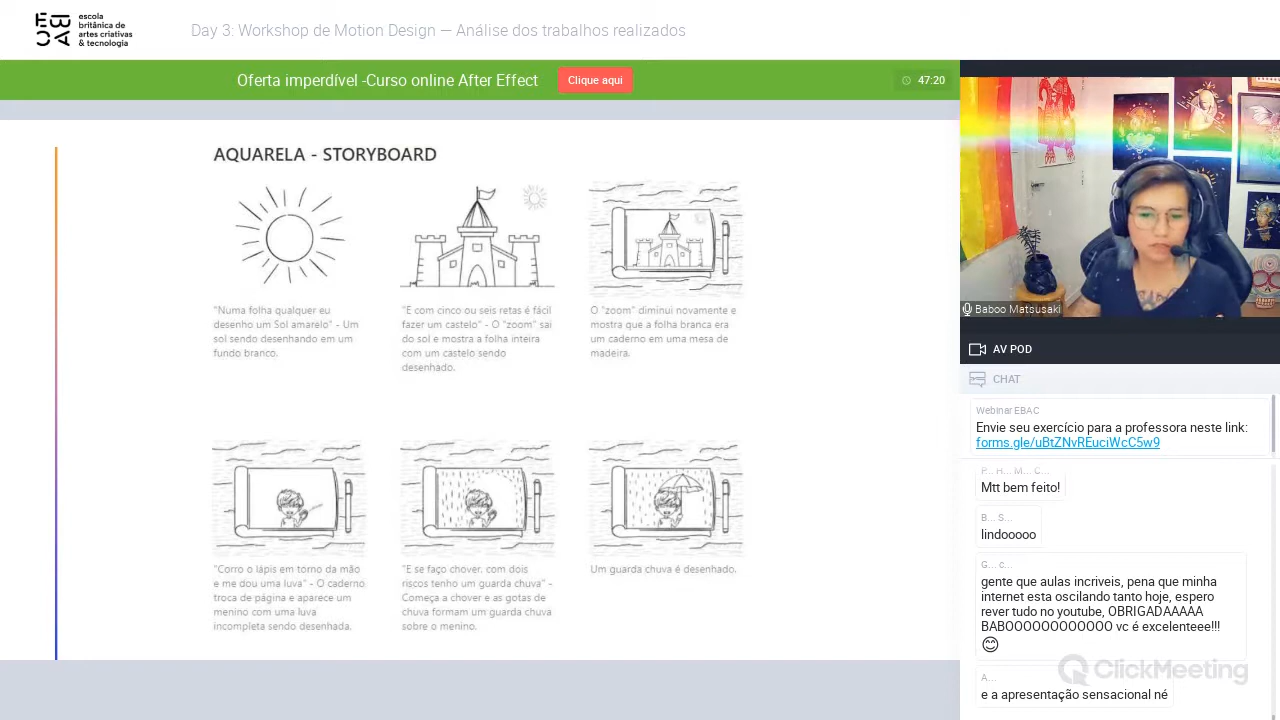 EBAC
escola
britânica de
artes criativas
& tecnologia
Day 3: Workshop de Motion Design — Análise dos trabalhos realizados
Oferta imperdível -Curso online After Effect
Clique aqui
47:20
AQUARELA - STORYBOARD
"Numa folha qualquer eu
desenho um Sol amarelo" - Um
sol sendo desenhando em um
fundo branco.
"E com cinco ou seis retas é fácil
fazer um castelo" - O "zoom" sai
do sol e mostra a folha inteira
com um castelo sendo
desenhado.
O "zoom" diminui novamente e
mostra que a folha branca era
um caderno em uma mesa de
madeira.
"Corro o lápis em torno da mão
e me dou uma luva" - O caderno
troca de página e aparece um
menino com uma luva
incompleta sendo desenhada.
"E se faço chover, com dois
riscos tenho um guarda chuva" -
Começa a chover e as gotas de
chuva formam um guarda chuva
sobre o menino.
Um guarda chuva é desenhado.
Baboo Matsusaki
AV POD
CHAT
Webinar EBAC
Envie seu exercício para a professora neste link:
forms.gle/uBtZNvREuciWcC5w9
P... H... M... C...
Mtt bem feito!
B... S...
lindooooo
G... c...
gente que aulas incriveis, pena que minha
internet esta oscilando tanto hoje, espero
rever tudo no youtube, OBRIGADAAAAA
BABOOOOOOOOOOOO vc é excelenteee!!!
😊
A...
e a apresentação sensacional né
ClickMeeting